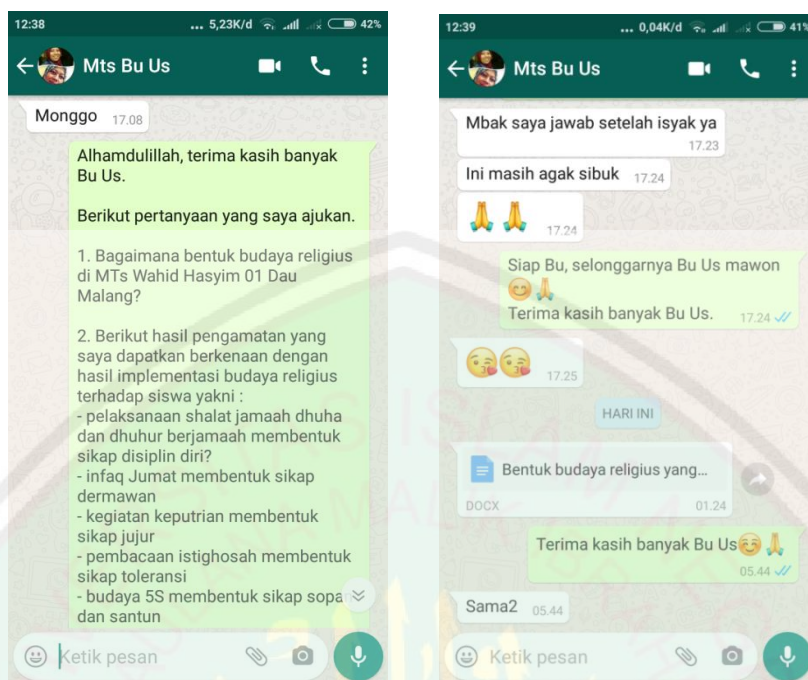 12:38 ... 5,23K/d 42%
Mts Bu Us
Monggo 17.08
Alhamdulillah, terima kasih banyak
Bu Us.
Berikut pertanyaan yang saya ajukan.
1. Bagaimana bentuk budaya religius
di MTs Wahid Hasyim 01 Dau
Malang?
2. Berikut hasil pengamatan yang
saya dapatkan berkenaan dengan
hasil implementasi budaya religius
terhadap siswa yakni :
- pelaksanaan shalat jamaah dhuha
dan dhuhur berjamaah membentuk
sikap disiplin diri?
- infaq Jumat membentuk sikap
dermawan
- kegiatan keputrian membentuk
sikap jujur
- pembacaan istighosah membentuk
sikap toleransi
- budaya 5S membentuk sikap sopa
dan santun
Ketik pesan
12:39 ... 0,04K/d 41%
Mts Bu Us
Mbak saya jawab setelah isyak ya
17.23
Ini masih agak sibuk 17.24
🙏 🙏
17.24
Siap Bu, selonggarnya Bu Us mawon
😊🙏
Terima kasih banyak Bu Us. 17.24
😘😘
17.25
HARI INI
Bentuk budaya religius yang...
DOCX 01.24
Terima kasih banyak Bu Us☺️🙏
05.44
Sama2 05.44
Ketik pesan